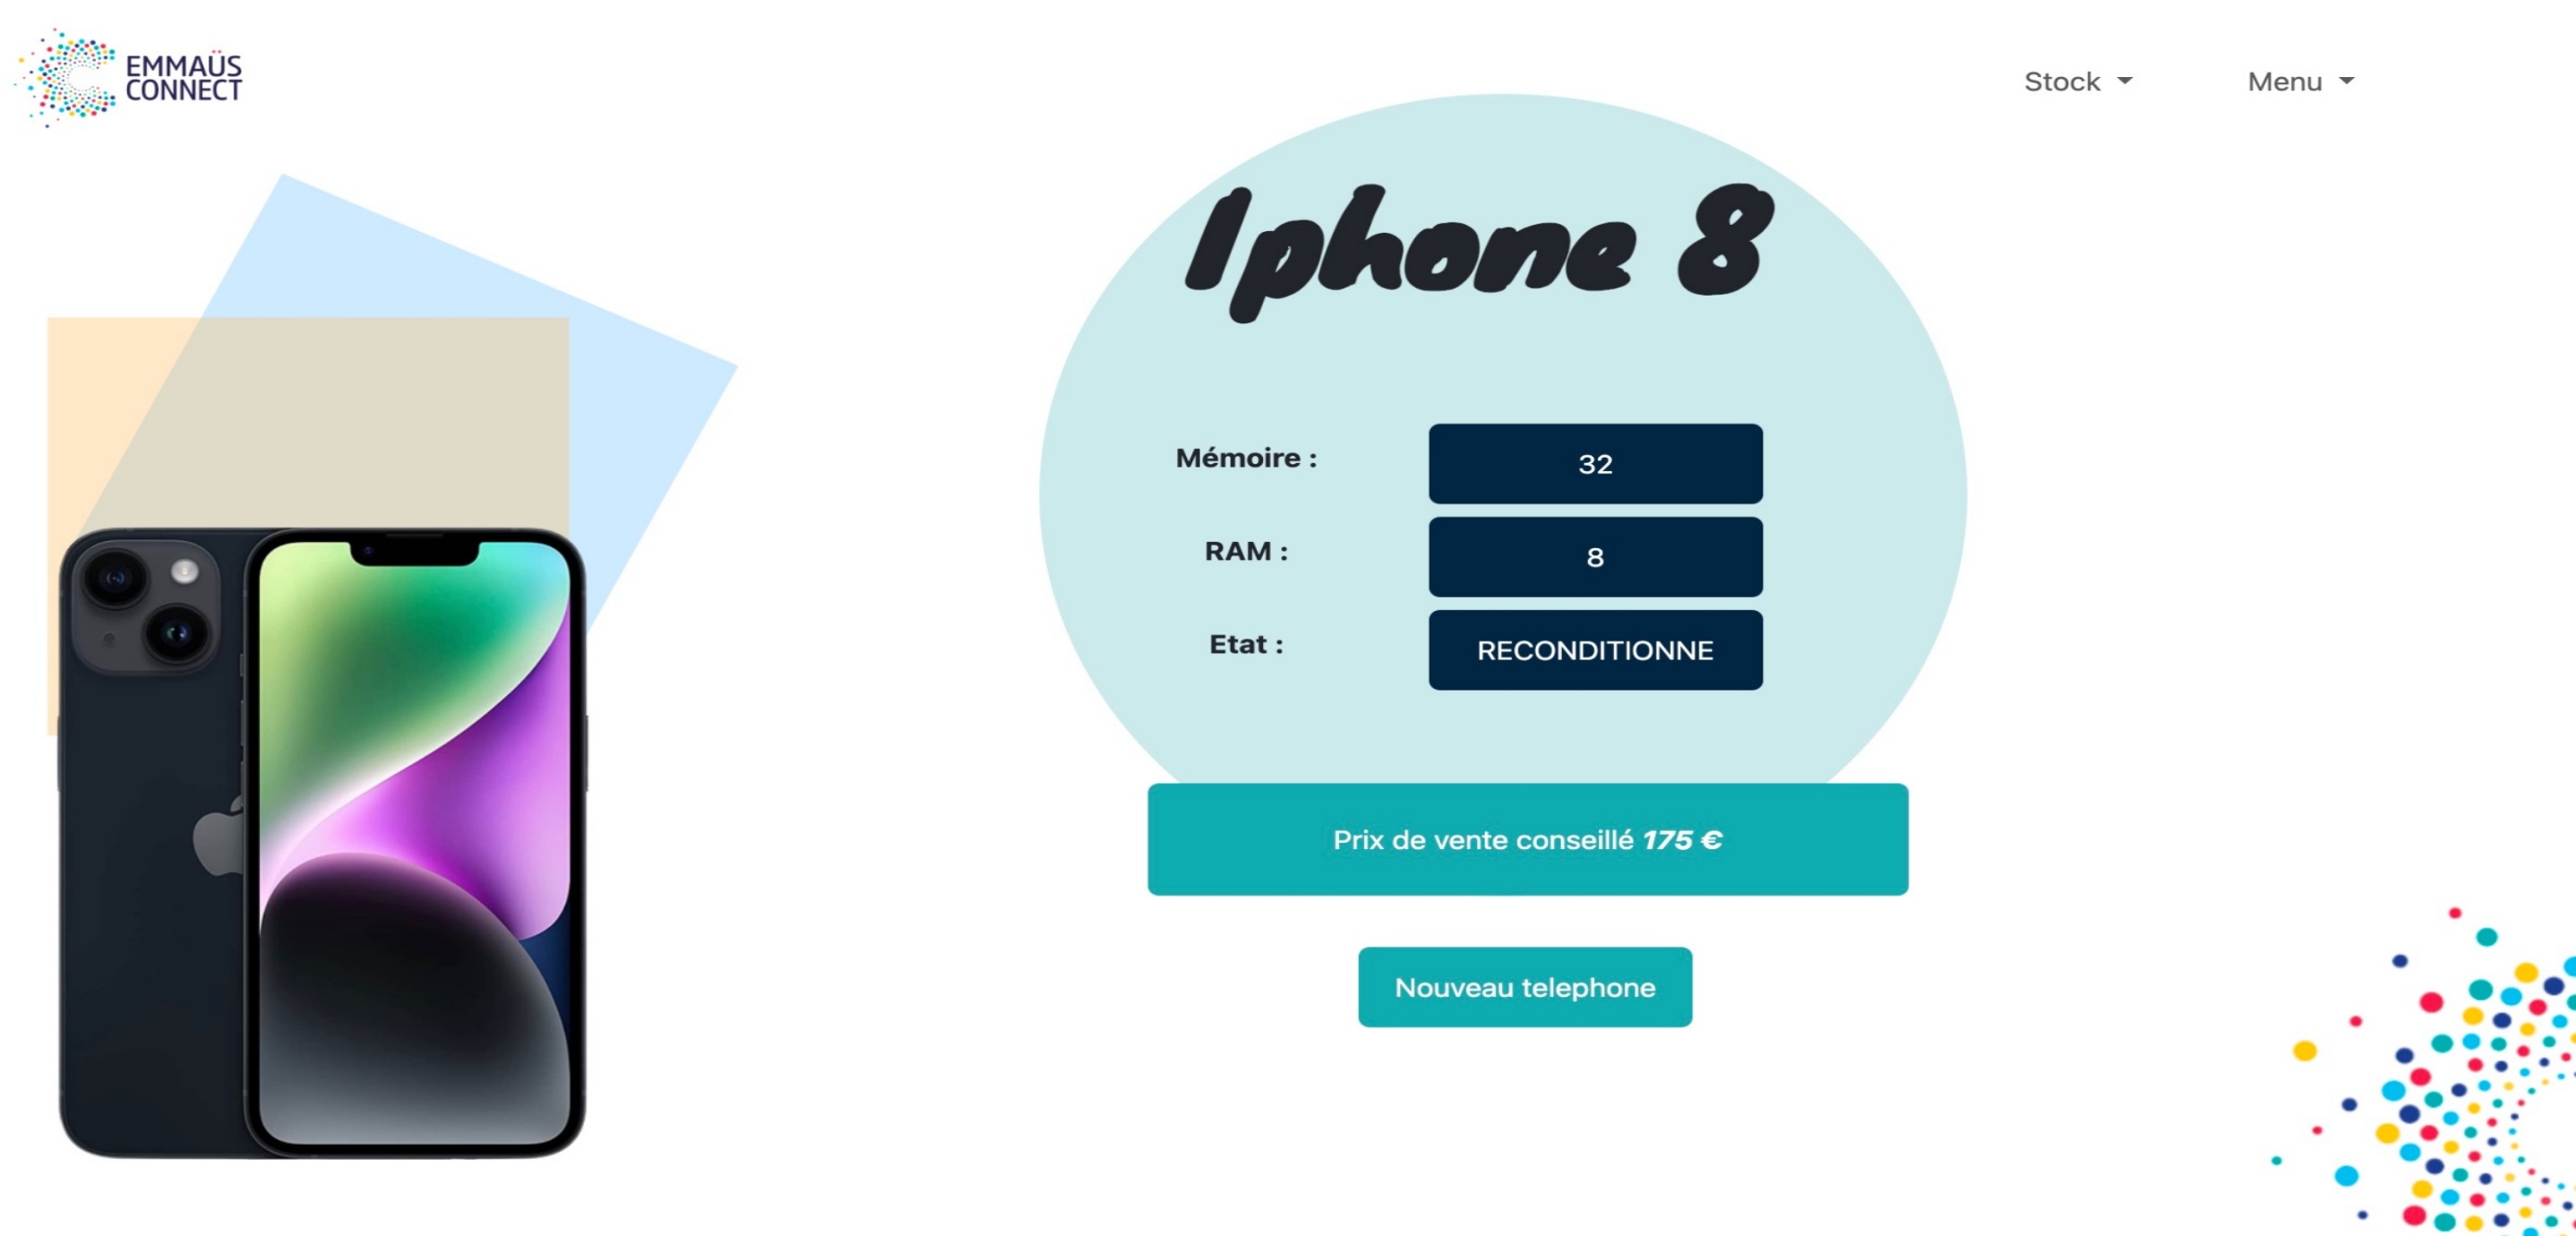 EMMAÜS
CONNECT
Stock
Menu
Iphone 8
Mémoire :
32
RAM :
8
Etat :
RECONDITIONNE
Prix de vente conseillé 175 €
Nouveau telephone